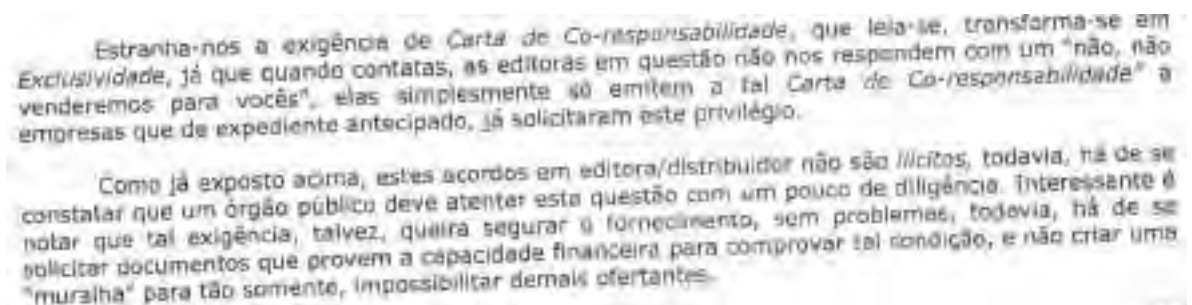 Estranha-nos a exigência de Carta de Co-responsabilidade, que leia-se, transforma-se em
Exclusividade, já que quando contatas, as editoras em questão não nos respondem com um "não, não
venderemos para vocês", elas simplesmente só emitem a tal Carta de Co-responsabilidade" a
empresas que de expediente antecipado, já solicitaram este privilégio.
Como já exposto acima, estes acordos em editora/distribuidor não são ilícitos, todavia, há de se
constatar que um órgão público deve atentar esta questão com um pouco de diligência. Interessante é
notar que tal exigência, talvez, queira segurar o fornecimento, sem problemas, todavia, há de se
solicitar documentos que provem a capacidade financeira para comprovar tal condição, e não criar uma
"muralha" para tão somente, impossibilitar demais ofertantes.